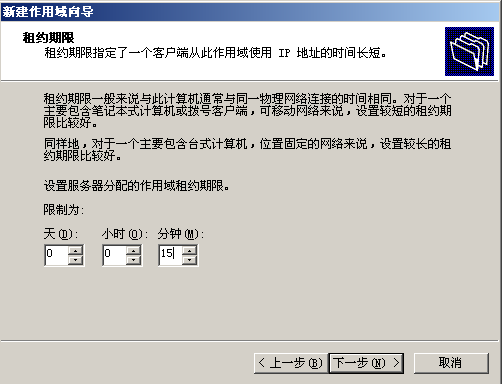 新建作用域向导
租约期限
租约期限指定了一个客户端从此作用域使用 IP 地址的时间长短。
租约期限一般来说与此计算机通常与同一物理网络连接的时间相同。对于一个
主要包含笔记本式计算机或拨号客户端，可移动网络来说，设置较短的租约期
限比较好。
同样地，对于一个主要包含台式计算机，位置固定的网络来说，设置较长的租
约期限比较好。
设置服务器分配的作用域租约期限。
限制为:
天(D): 小时(O): 分钟(M):
0 0 15
< 上一步(B) 下一步(N) > 取消